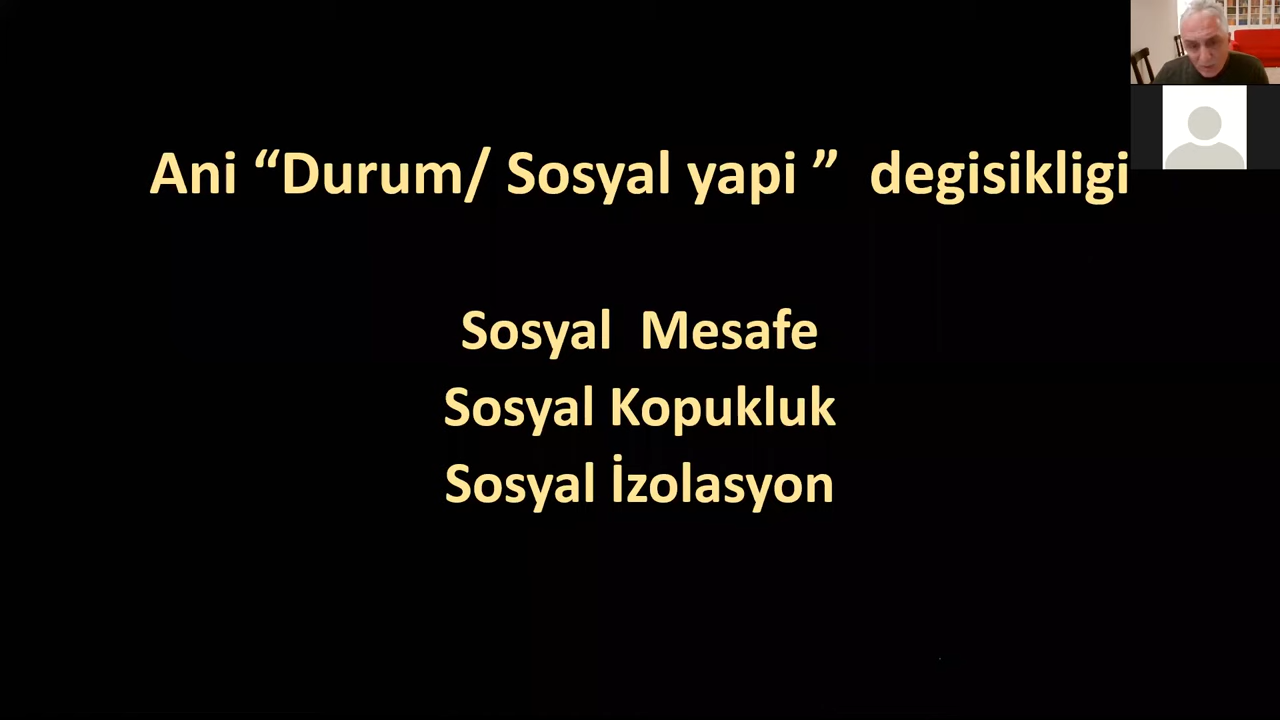 Ani “Durum/ Sosyal yapi ” degisikligi
Sosyal Mesafe
Sosyal Kopukluk
Sosyal İzolasyon